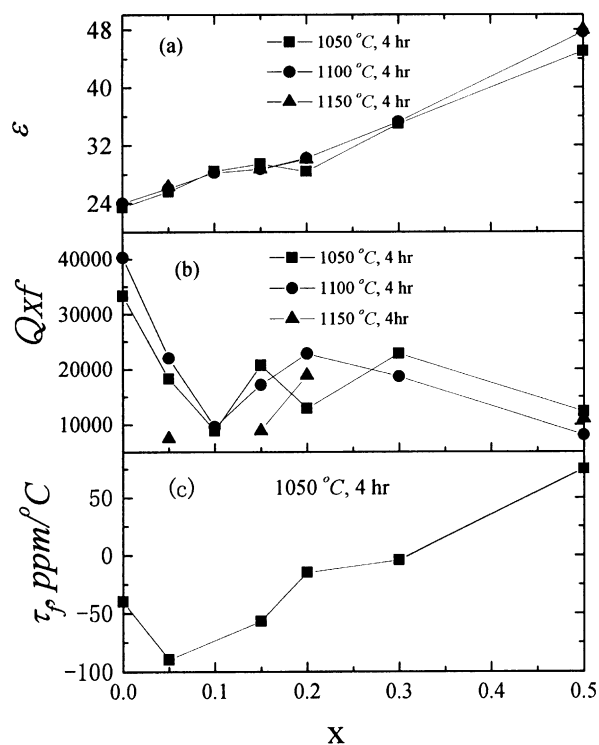 48
40
32
24
ε
(a)
1050 °C, 4 hr
1100 °C, 4 hr
1150 °C, 4 hr
40000
30000
20000
10000
Qxf
(b)
1050 °C, 4 hr
1100 °C, 4 hr
1150 °C, 4hr
50
0
−50
−100
τf, ppm/°C
(c)
1050 °C, 4 hr
0.0 0.1 0.2 0.3 0.4 0.5
X